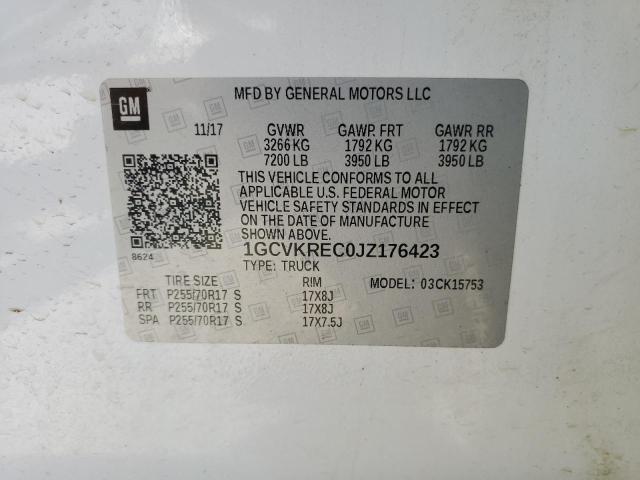 GM MFD BY GENERAL MOTORS LLC
11/17 GVWR GAWR FRT GAWR RR
3266 KG 1792 KG 1792 KG
7200 LB 3950 LB 3950 LB
THIS VEHICLE CONFORMS TO ALL
APPLICABLE U.S. FEDERAL MOTOR
VEHICLE SAFETY STANDARDS IN EFFECT
ON THE DATE OF MANUFACTURE
SHOWN ABOVE.
8624 1GCVKREC0JZ176423
TYPE: TRUCK
TIRE SIZE RIM MODEL: 03CK15753
FRT P255/70R17 S 17X8J
RR P255/70R17 S 17X8J
SPA P255/70R17 S 17X7.5J